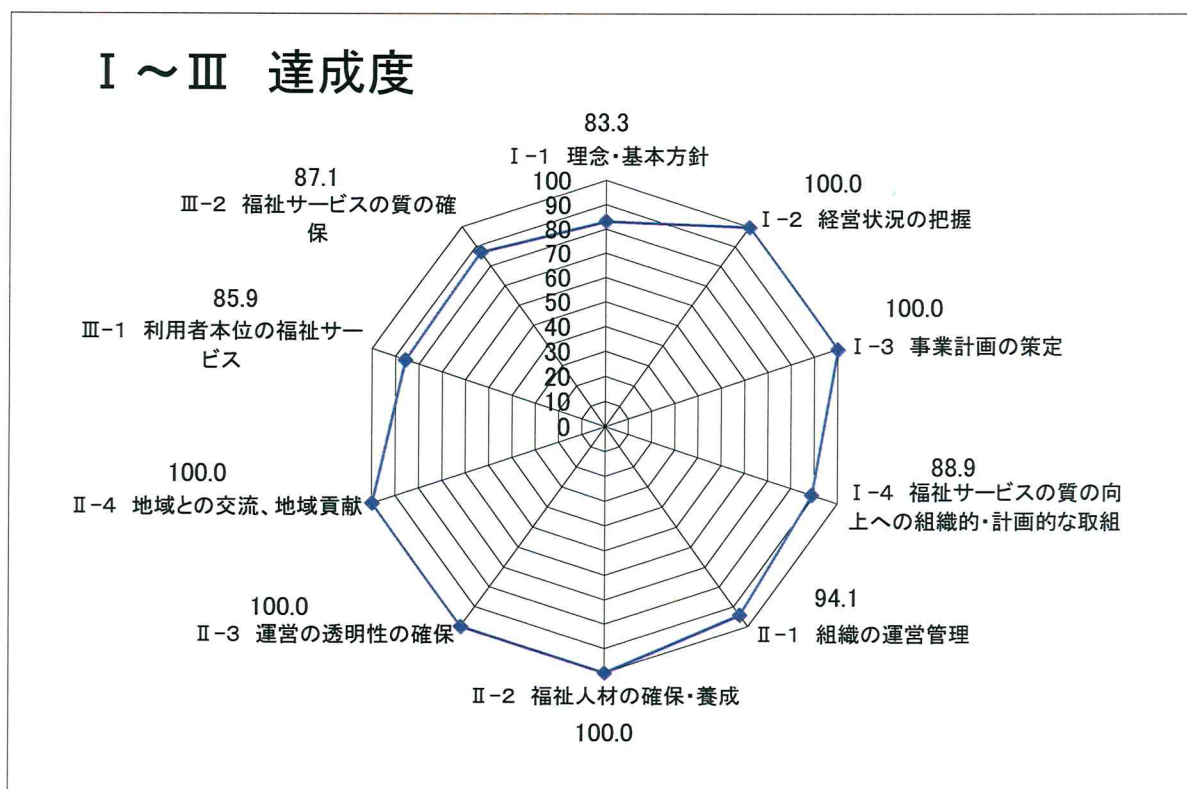 Ⅰ～Ⅲ 達成度
83.3
Ⅰ-1 理念・基本方針
100.0
Ⅰ-2 経営状況の把握
100.0
Ⅰ-3 事業計画の策定
88.9
Ⅰ-4 福祉サービスの質の向
上への組織的・計画的な取組
94.1
Ⅱ-1 組織の運営管理
Ⅱ-2 福祉人材の確保・養成
100.0
100.0
Ⅱ-3 運営の透明性の確保
100.0
Ⅱ-4 地域との交流、地域貢献
85.9
Ⅲ-1 利用者本位の福祉サー
ビス
87.1
Ⅲ-2 福祉サービスの質の確
保
100
90
80
70
60
50
40
30
20
10
0